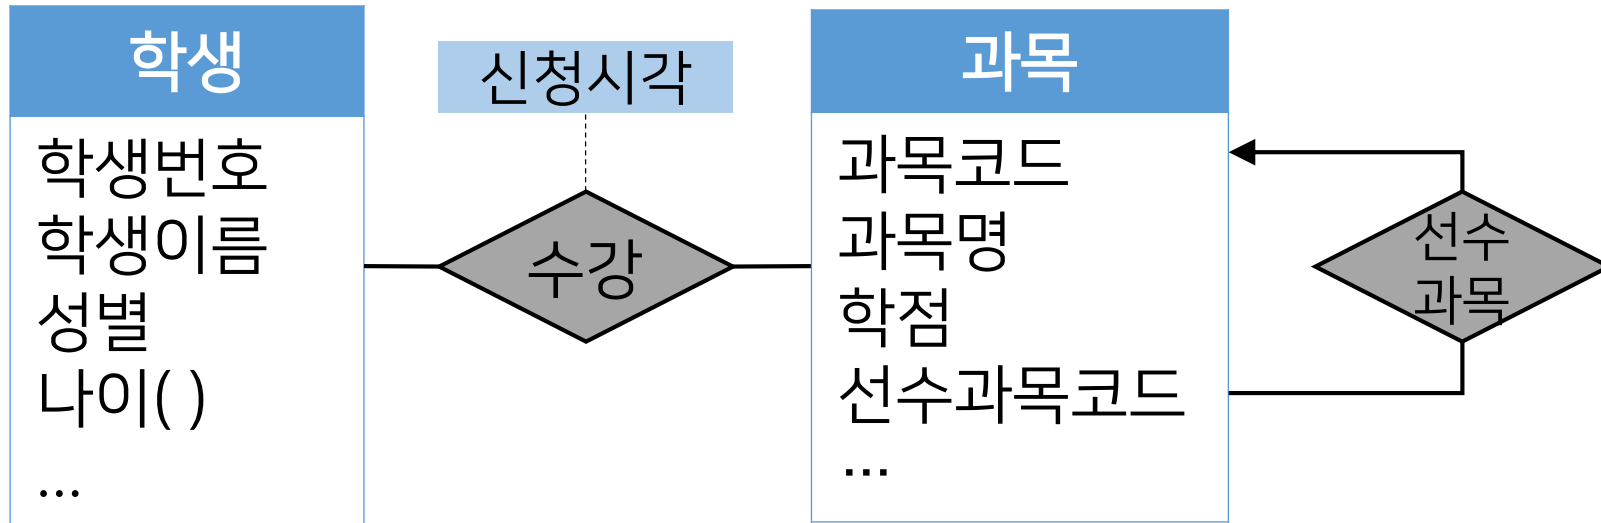 학생
학생번호
학생이름
성별
나이( )
...
신청시각
수강
과목
과목코드
과목명
학점
선수과목코드
...
선수
과목